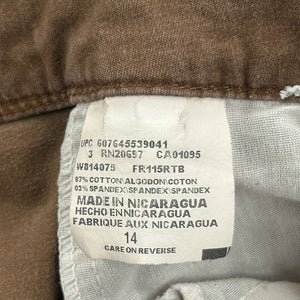 UPC 607645539041
3 RN20697 CA01095
W814075 FR115RTB
97% COTTON/ALGODON/COTON
03% SPANDEX/SPANDEX/SPANDEX
MADE IN NICARAGUA
HECHO EN NICARAGUA
FABRIQUE AUX NICARAGUA
14
CARE ON REVERSE